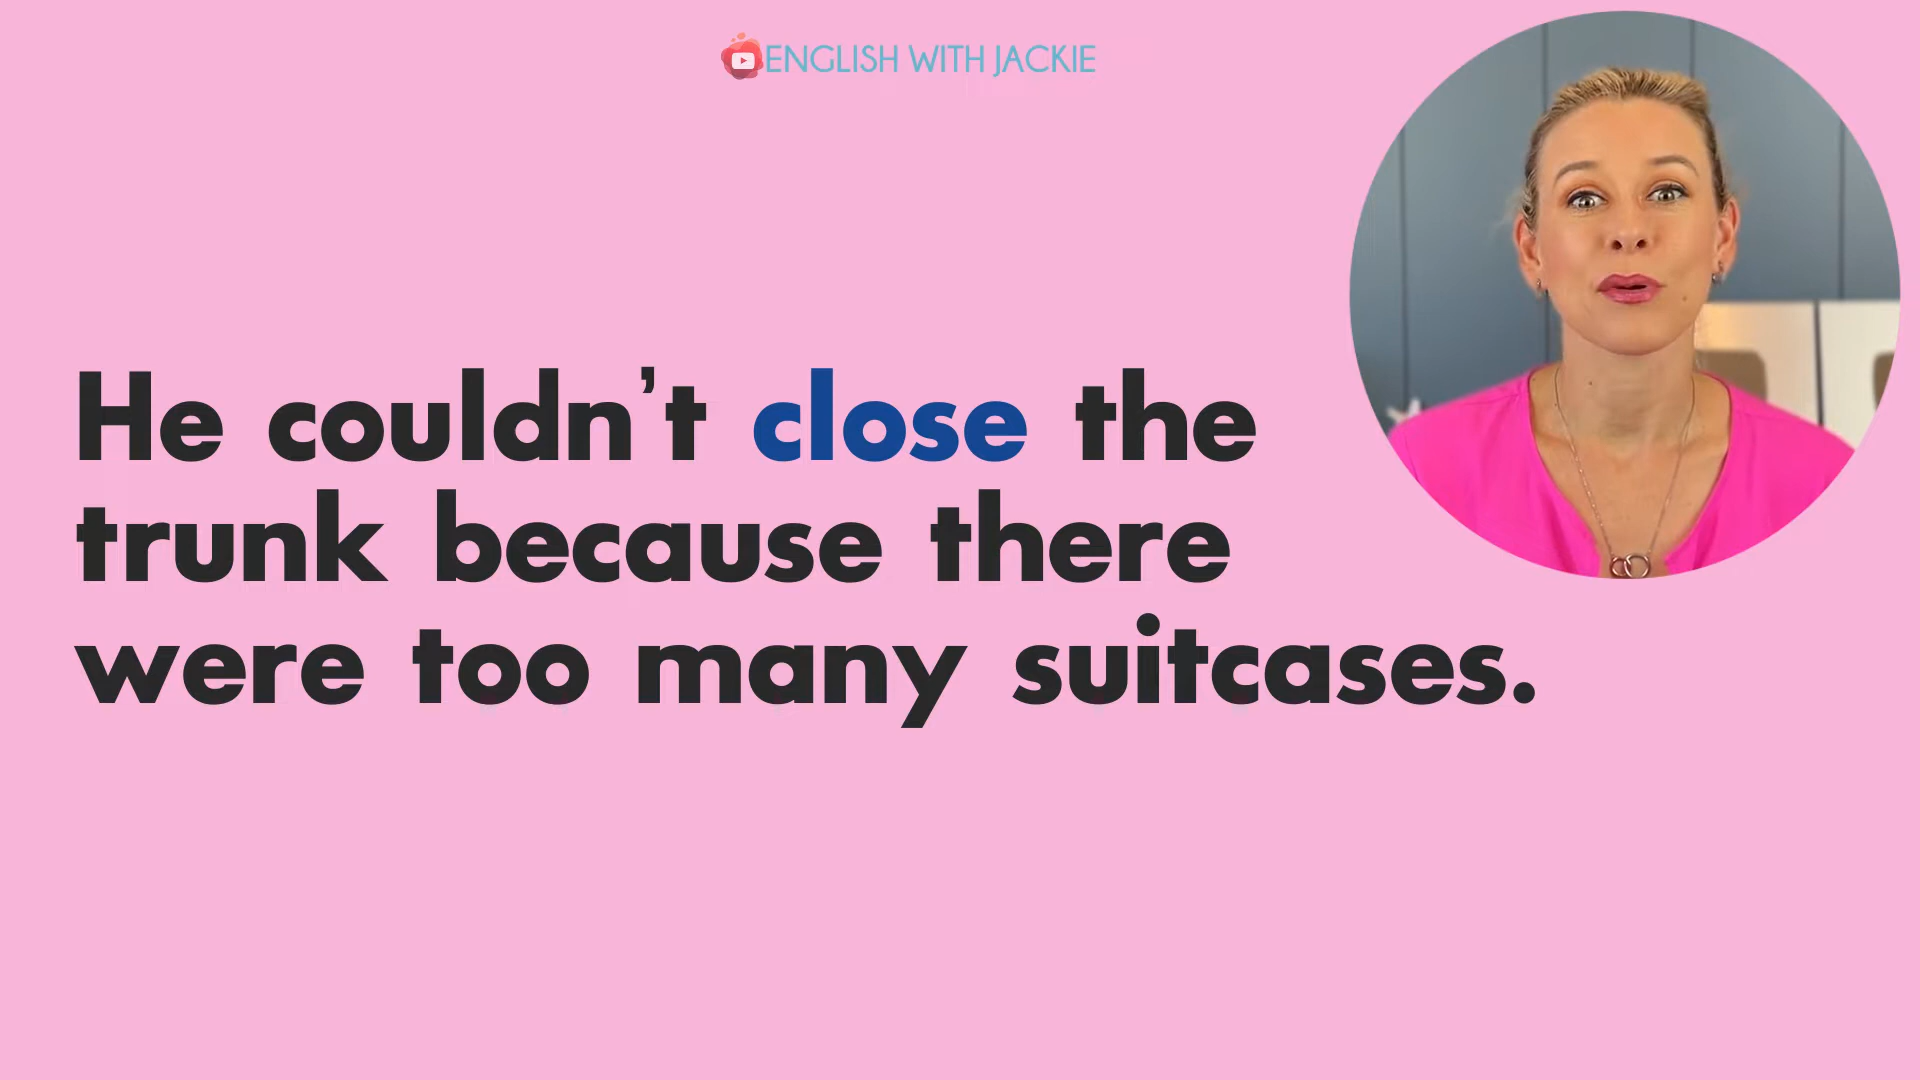 ENGLISH WITH JACKIE
He couldn't close the
trunk because there
were too many suitcases.